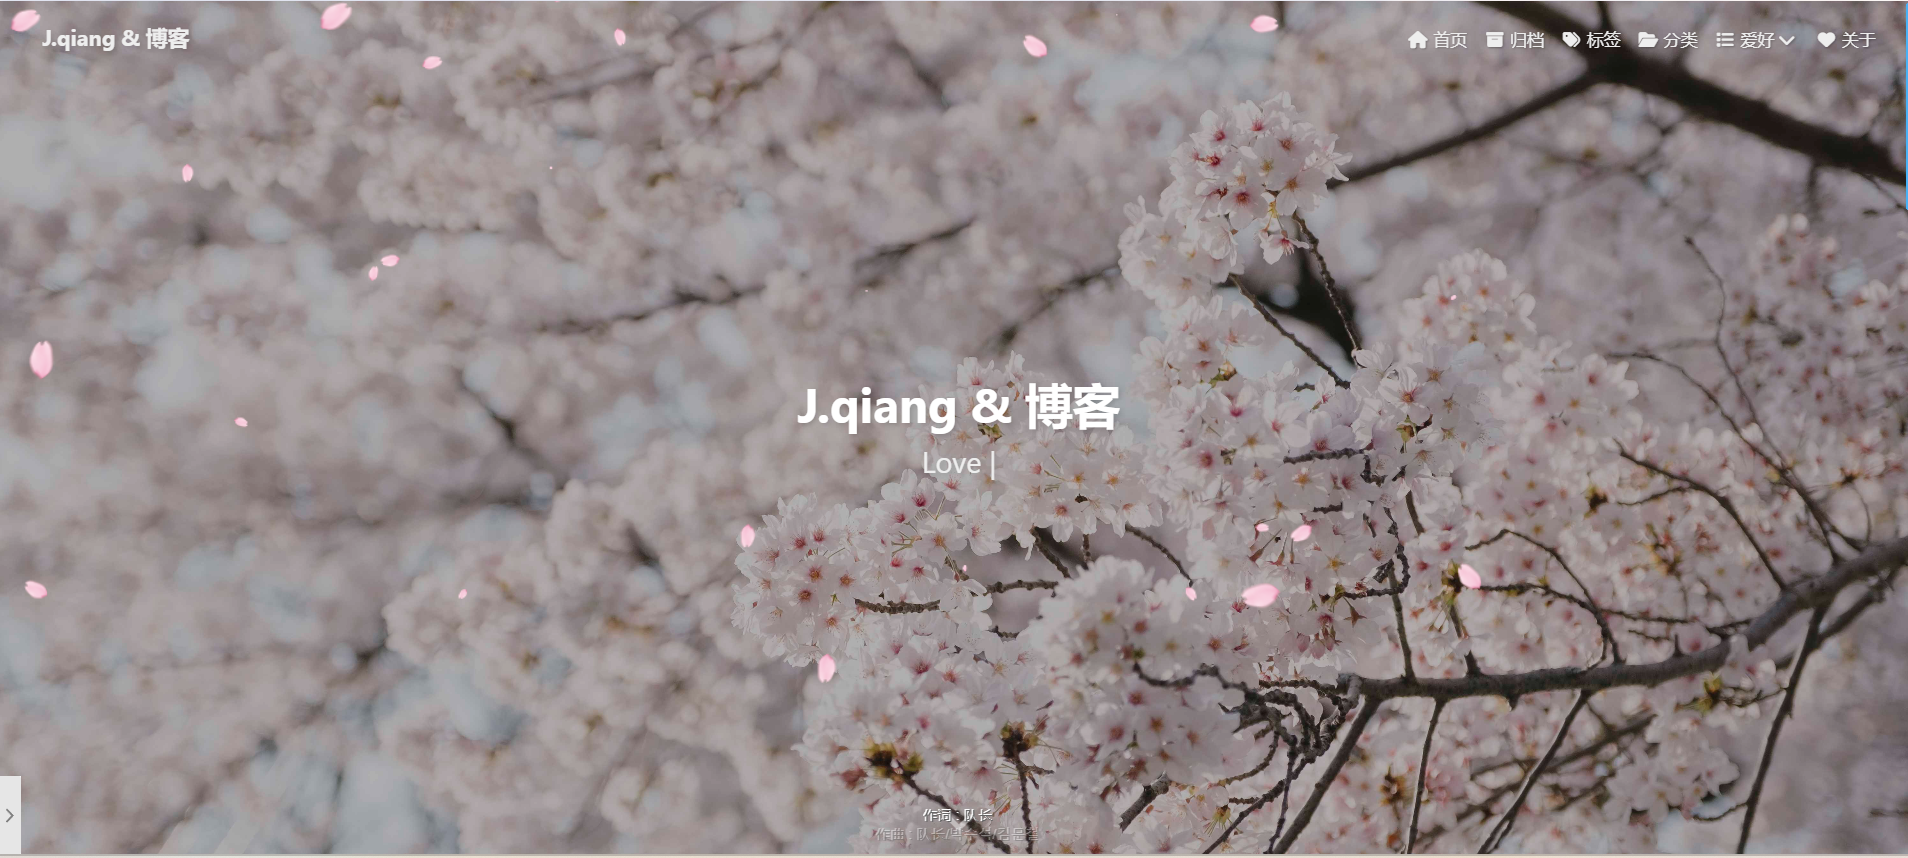 J.qiang & 博客
首页 归档 标签 分类 爱好 关于
J.qiang & 博客
Love |
作词 : 队长
作曲 : 队长/